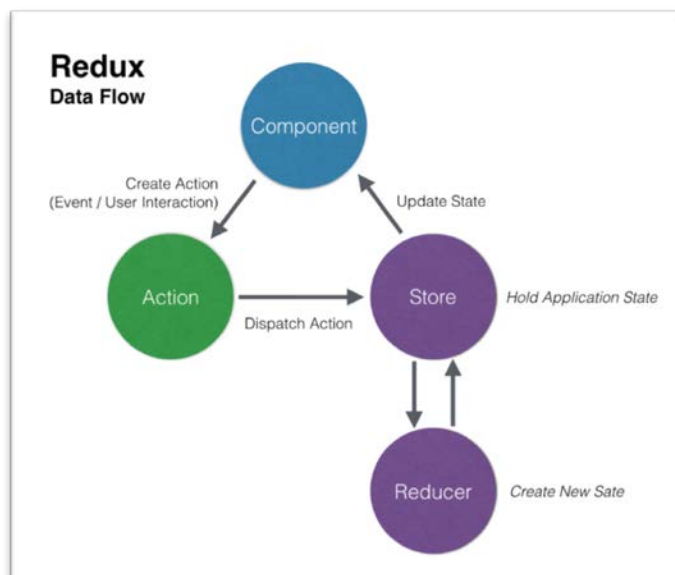 Redux
Data Flow
Component
Create Action
(Event / User Interaction)
Update State
Action
Dispatch Action
Store
Hold Application State
Reducer
Create New Sate